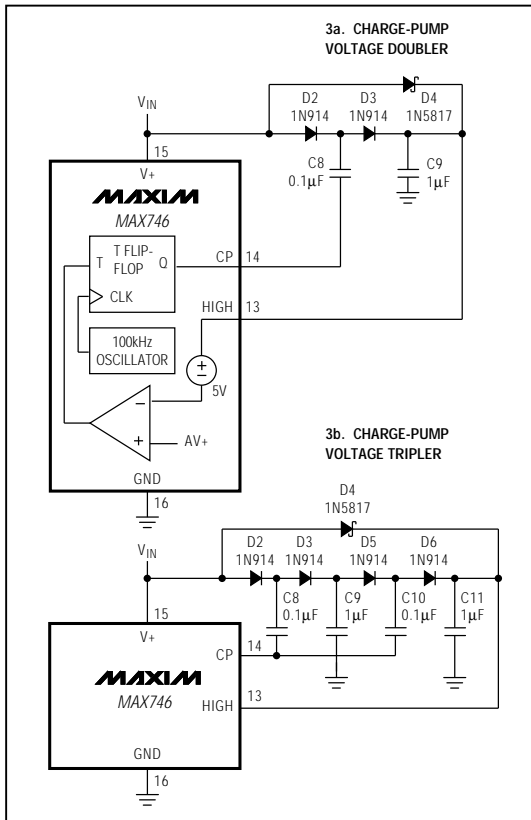 3a. CHARGE-PUMP
VOLTAGE DOUBLER
VIN
D2
1N914
D3
1N914
D4
1N5817
15
V+
C8
0.1µF
C9
1µF
MAXIM
MAX746
T FLIP-
FLOP
T
Q
CLK
CP
14
HIGH
13
100kHz
OSCILLATOR
+
−
5V
−
+
AV+
GND
16
3b. CHARGE-PUMP
VOLTAGE TRIPLER
D4
1N5817
VIN
D2
1N914
D3
1N914
D5
1N914
D6
1N914
15
V+
C8
0.1µF
C9
1µF
C10
0.1µF
C11
1µF
CP
14
MAXIM
MAX746
HIGH
13
GND
16